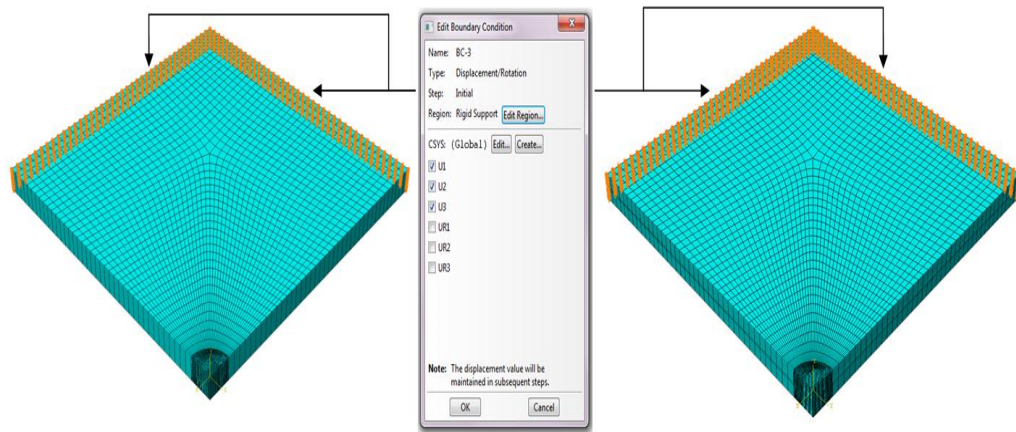 Edit Boundary Condition
Name: BC-3
Type: Displacement/Rotation
Step: Initial
Region: Rigid Support Edit Region...
CSYS: (Global) Edit... Create...
U1
U2
U3
UR1
UR2
UR3
Note: The displacement value will be
maintained in subsequent steps.
OK Cancel